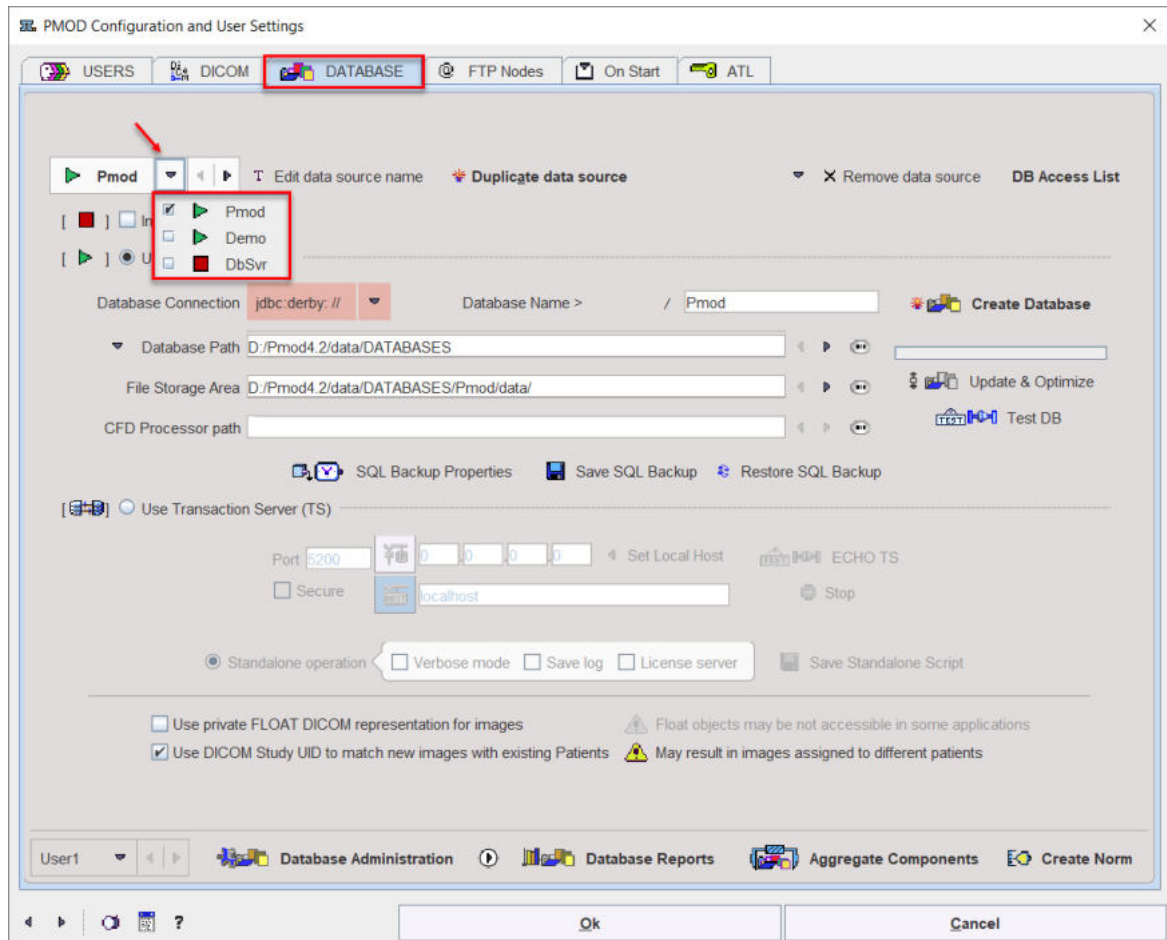 PMOD Configuration and User Settings
USERS DICOM DATABASE @ FTP Nodes On Start ATL
Pmod T Edit data source name Duplicate data source X Remove data source DB Access List
[ ] In
Pmod
Demo
DbSvr
[ ] U
Database Connection jdbc:derby: // Database Name > / Pmod Create Database
Database Path D:/Pmod4.2/data/DATABASES
File Storage Area D:/Pmod4.2/data/DATABASES/Pmod/data/ Update & Optimize
CFD Processor path TEST Test DB
SQL Backup Properties Save SQL Backup Restore SQL Backup
[ ] Use Transaction Server (TS)
Port 5200 0 0 0 0 Set Local Host ECHO TS
Secure localhost Stop
Standalone operation Verbose mode Save log License server Save Standalone Script
Use private FLOAT DICOM representation for images Float objects may be not accessible in some applications
Use DICOM Study UID to match new images with existing Patients May result in images assigned to different patients
User1 Database Administration Database Reports Aggregate Components Create Norm
? Ok Cancel